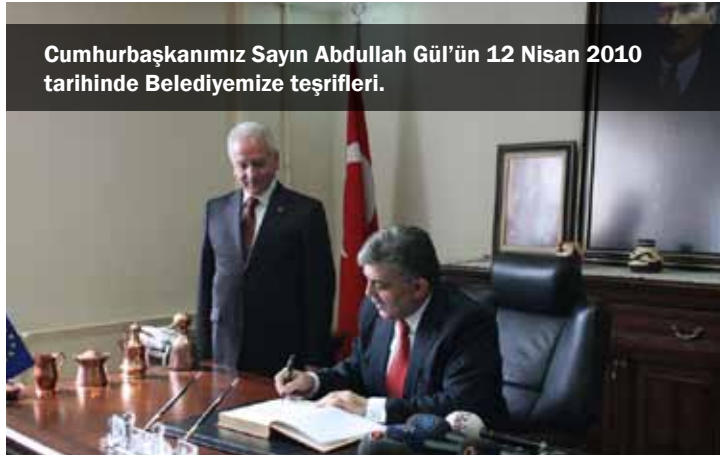 Cumhurbaşkanımız Sayın Abdullah Gül’ün 12 Nisan 2010
tarihinde Belediyemize teşrifleri.